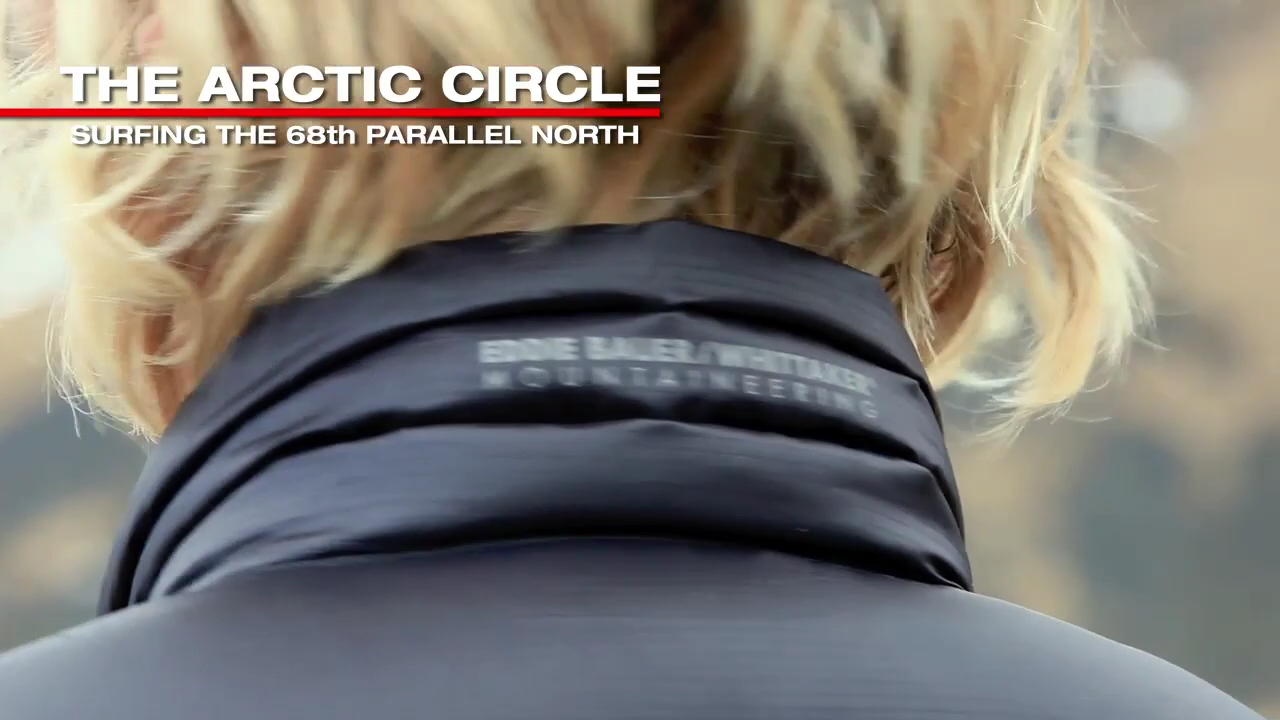 THE ARCTIC CIRCLE
SURFING THE 68th PARALLEL NORTH
EDDIE BAUER/WHITTAKER®
MOUNTAINEERING